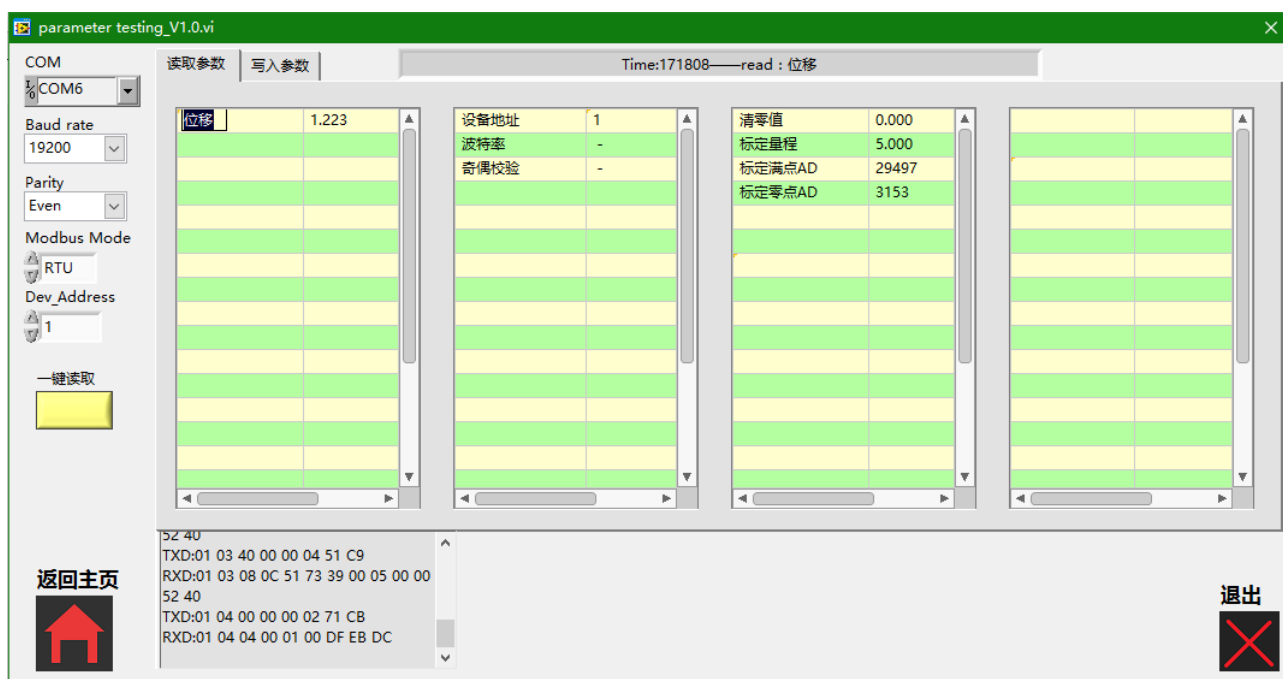 parameter testing_V1.0.vi
COM
COM6
Baud rate
19200
Parity
Even
Modbus Mode
RTU
Dev_Address
1
一键读取
返回主页
读取参数 写入参数 Time:171808——read：位移
位移 1.223
设备地址 1
波特率 -
奇偶校验 -
清零值 0.000
标定量程 5.000
标定满点AD 29497
标定零点AD 3153
52 40
TXD:01 03 40 00 00 04 51 C9
RXD:01 03 08 0C 51 73 39 00 05 00 00
52 40
TXD:01 04 00 00 00 02 71 CB
RXD:01 04 04 00 01 00 DF EB DC
退出